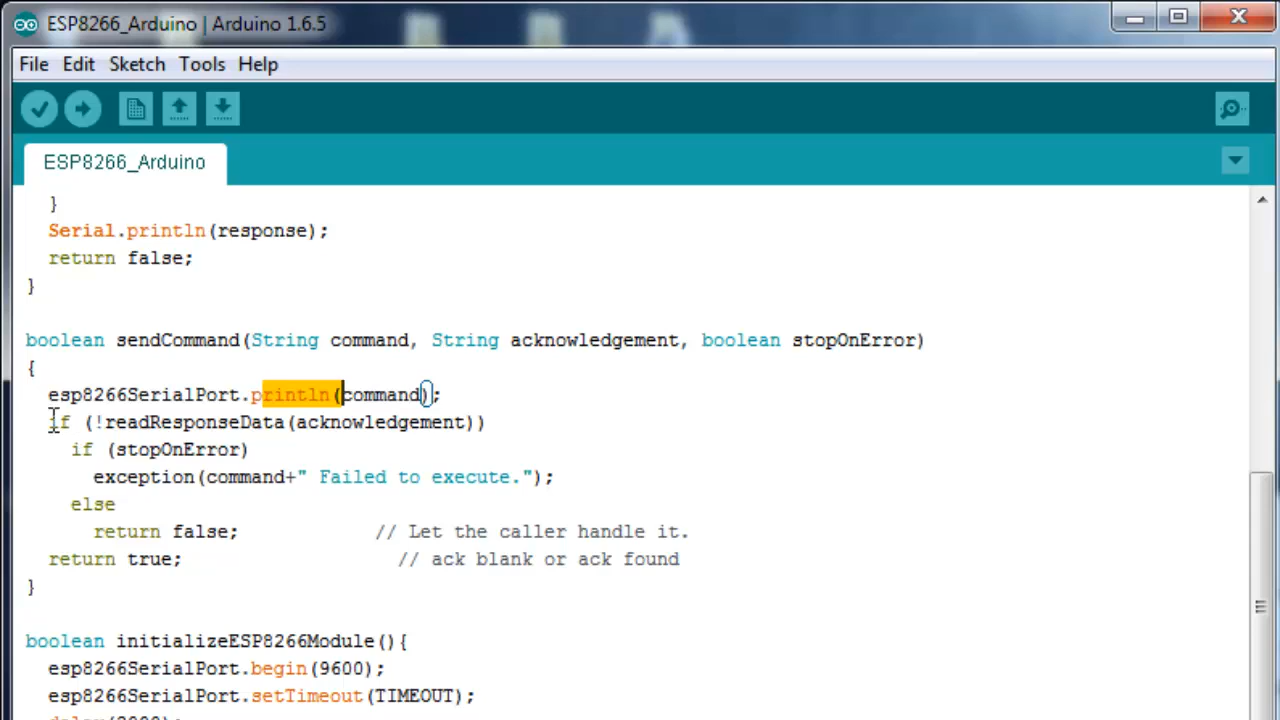 ESP8266_Arduino | Arduino 1.6.5
File Edit Sketch Tools Help
ESP8266_Arduino
}
Serial.println(response);
return false;
}
boolean sendCommand(String command, String acknowledgement, boolean stopOnError)
{
esp8266SerialPort.println(command);
if (!readResponseData(acknowledgement))
if (stopOnError)
exception(command+" Failed to execute.");
else
return false; // Let the caller handle it.
return true; // ack blank or ack found
}
boolean initializeESP8266Module(){
esp8266SerialPort.begin(9600);
esp8266SerialPort.setTimeout(TIMEOUT);